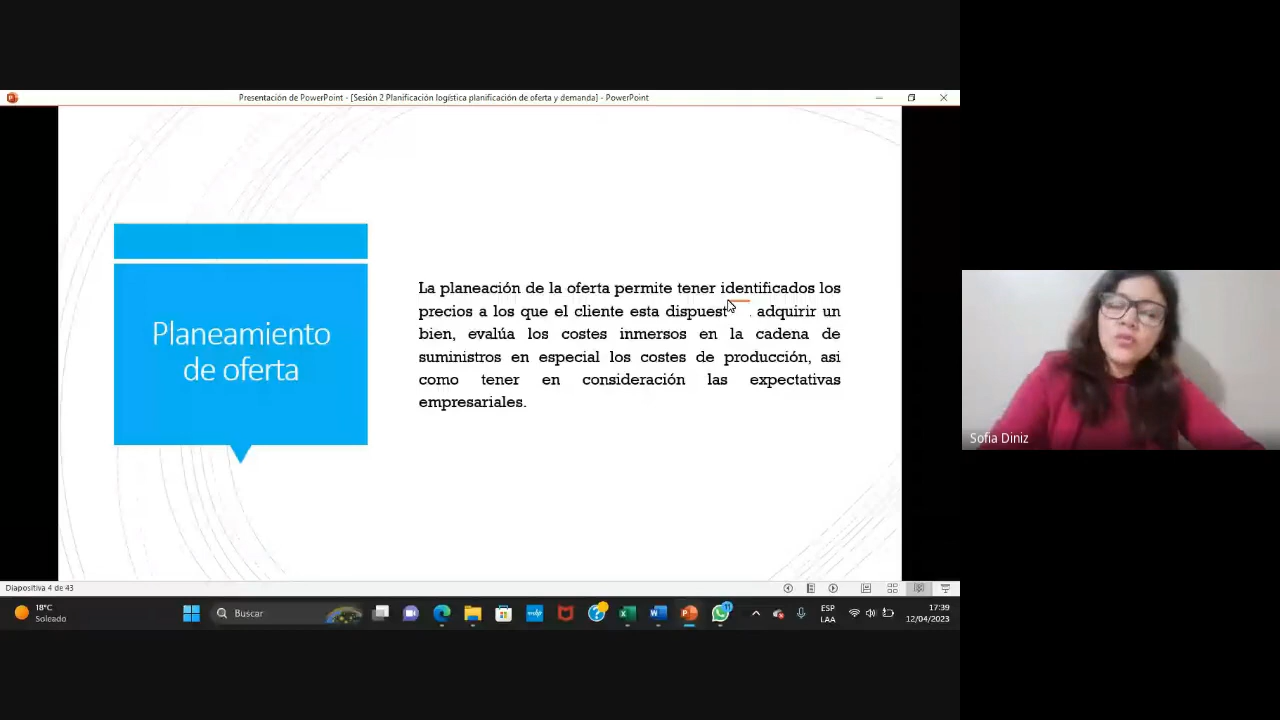 Presentación de PowerPoint - [Sesión 2 Planificación logística planificación de oferta y demanda] - PowerPoint
Planeamiento
de oferta
La planeación de la oferta permite tener identificados los
precios a los que el cliente esta dispuest adquirir un
bien, evalúa los costes inmersos en la cadena de
suministros en especial los costes de producción, asi
como tener en consideración las expectativas
empresariales.
Sofia Diniz
Diapositiva 4 de 43
18°C
Soleado
Buscar
ESP
LAA
17:39
12/04/2023